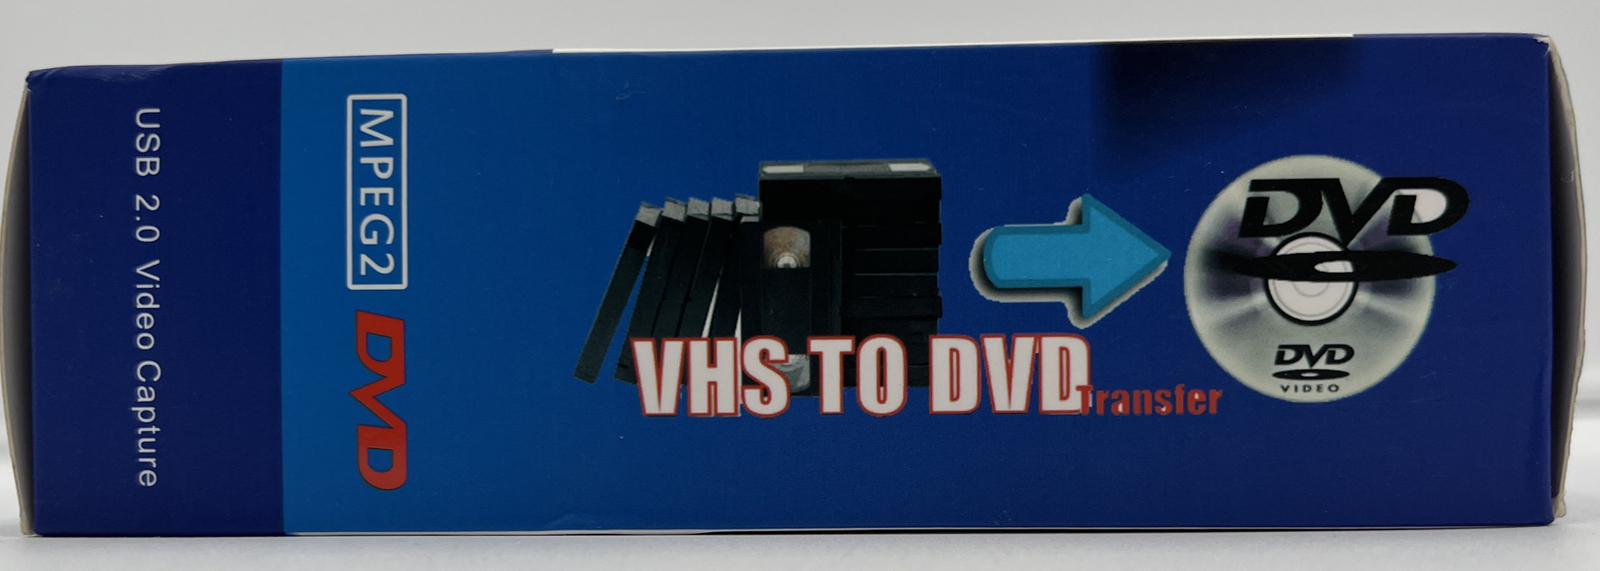 USB 2.0 Video Capture
MPEG2
DVD
VHS TO DVD
Transfer
DVD
DVD
VIDEO